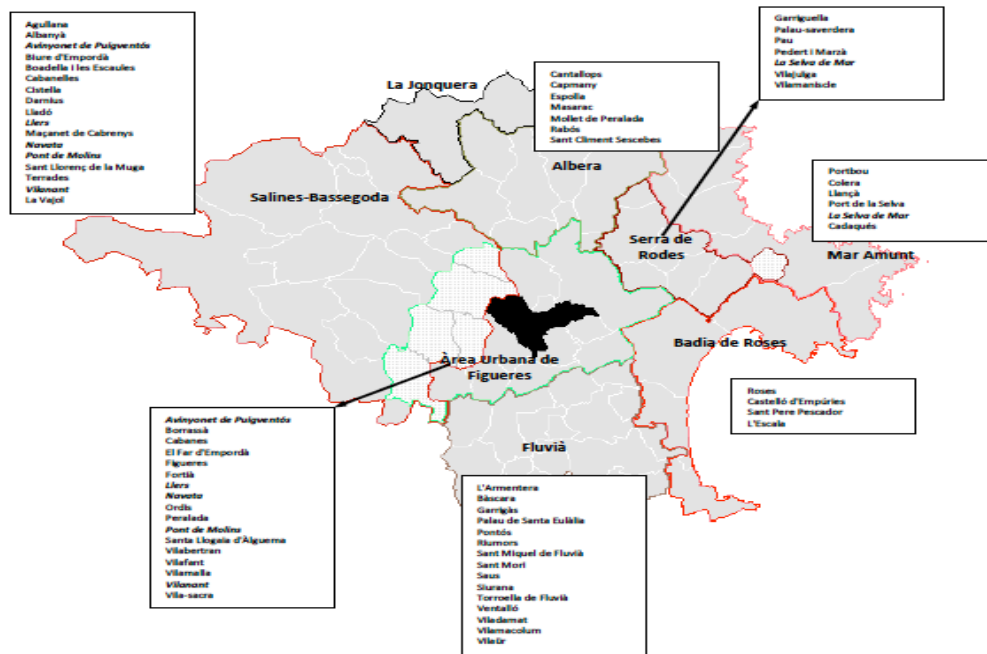 Agullana
Albanyà
Avinyonet de Puigventós
Biure d'Empordà
Boadella I les Escaules
Cabanelles
Cistella
Darnius
Lladó
Llers
Maçanet de Cabrenys
Navata
Pont de Molins
Sant Llorenç de la Muga
Terrades
Vilanant
La Vajol
La Jonquera
Cantallops
Capmany
Espolla
Masarac
Mollet de Peralada
Rabós
Sant Climent Sescebes
Garriguella
Palau-saverdera
Pau
Pedert I Marzà
La Selva de Mar
Vilajuïga
Vilamaniscle
Albera
Salines-Bassegoda
Portbou
Colera
Llançà
Port de la Selva
La Selva de Mar
Cadaqués
Serra de
Rodes
Mar Amunt
Badia de Roses
Àrea Urbana de
Figueres
Roses
Castelló d'Empúries
Sant Pere Pescador
L'Escala
Avinyonet de Puigventós
Borrassà
Cabanes
El Far d'Empordà
Figueres
Fortià
Llers
Navata
Ordis
Peralada
Pont de Molins
Santa Llogaia d'Àlguema
Vilabertran
Vilafant
Vilamalla
Vilanant
Vila-sacra
Fluvià
L'Armentera
Bàscara
Garrigàs
Palau de Santa Eulàlia
Pontós
Riumors
Sant Miquel de Fluvià
Sant Mori
Saus
Siurana
Torroella de Fluvià
Ventalló
Viladamat
Vilamacolum
Vilaür